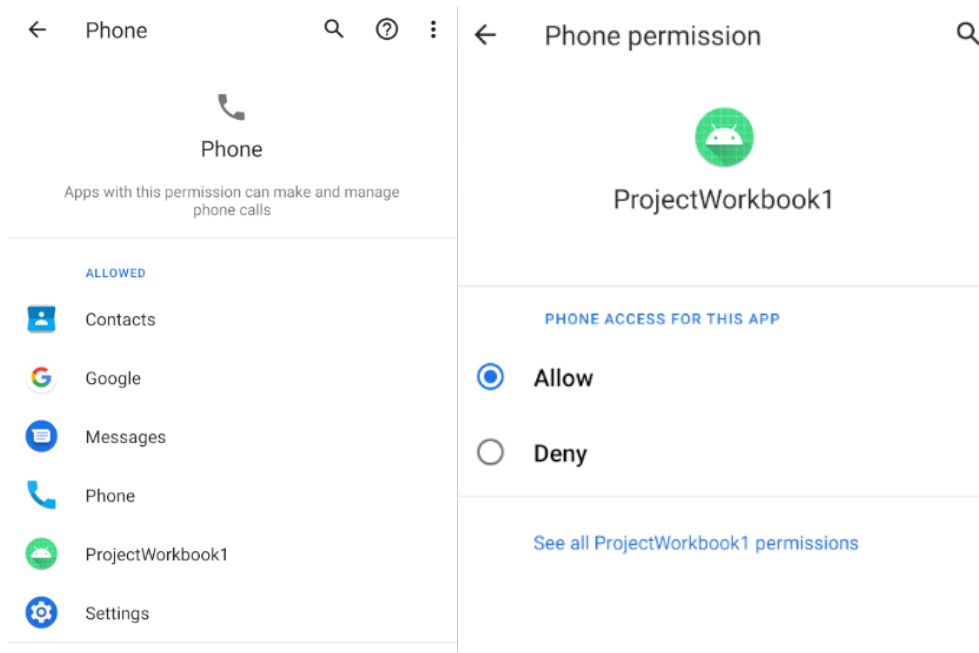 Phone
Phone
Apps with this permission can make and manage
phone calls
ALLOWED
Contacts
Google
Messages
Phone
ProjectWorkbook1
Settings
Phone permission
ProjectWorkbook1
PHONE ACCESS FOR THIS APP
Allow
Deny
See all ProjectWorkbook1 permissions